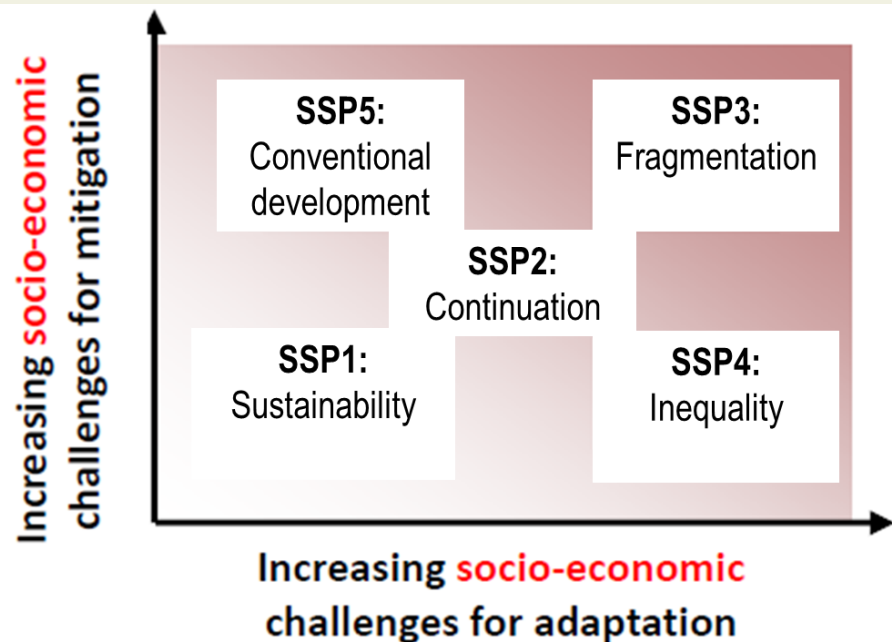 Increasing socio-economic
challenges for mitigation
SSP5:
Conventional
development
SSP3:
Fragmentation
SSP2:
Continuation
SSP1:
Sustainability
SSP4:
Inequality
Increasing socio-economic
challenges for adaptation